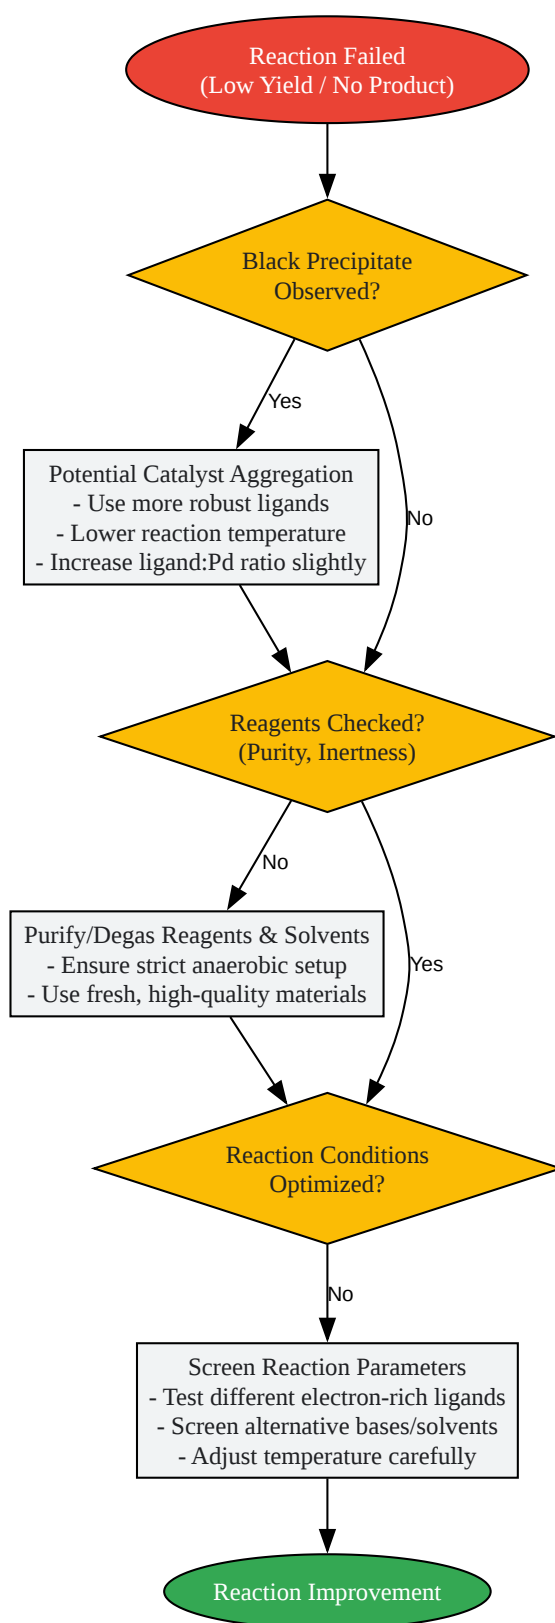 Reaction Failed
(Low Yield / No Product)
Black Precipitate
Observed?
Yes
Potential Catalyst Aggregation
- Use more robust ligands
- Lower reaction temperature
- Increase ligand:Pd ratio slightly
No
Reagents Checked?
(Purity, Inertness)
No
Purify/Degas Reagents & Solvents
- Ensure strict anaerobic setup
- Use fresh, high-quality materials
Yes
Reaction Conditions
Optimized?
No
Screen Reaction Parameters
- Test different electron-rich ligands
- Screen alternative bases/solvents
- Adjust temperature carefully
Reaction Improvement